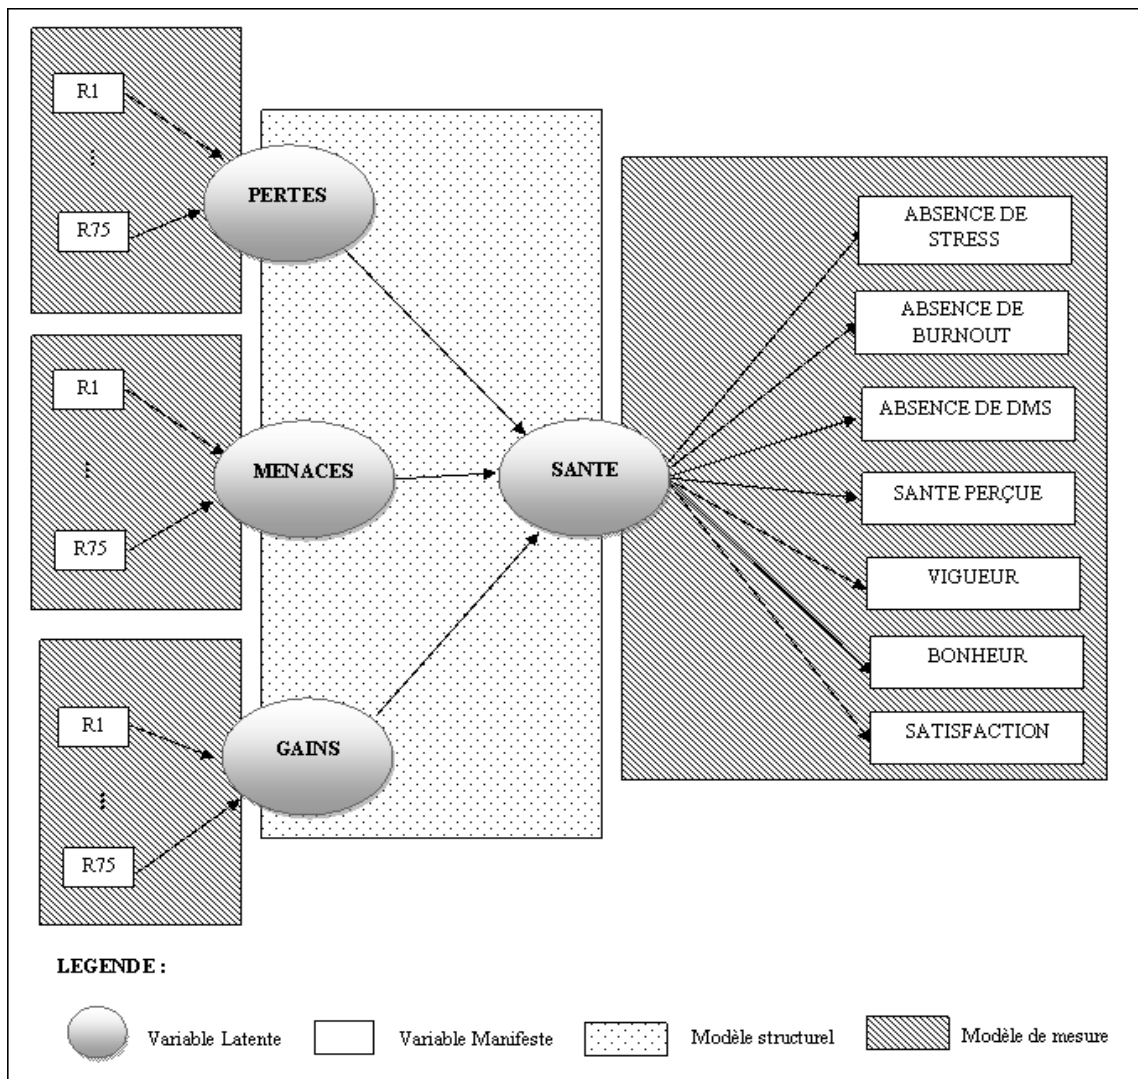 R1
...
R75
PERTES
R1
...
R75
MENACES
R1
...
R75
GAINS
SANTE
ABSENCE DE
STRESS
ABSENCE DE
BURNOUT
ABSENCE DE DMS
SANTE PERÇUE
VIGUEUR
BONHEUR
SATISFACTION
LEGENDE :
Variable Latente
Variable Manifeste
Modèle structurel
Modèle de mesure